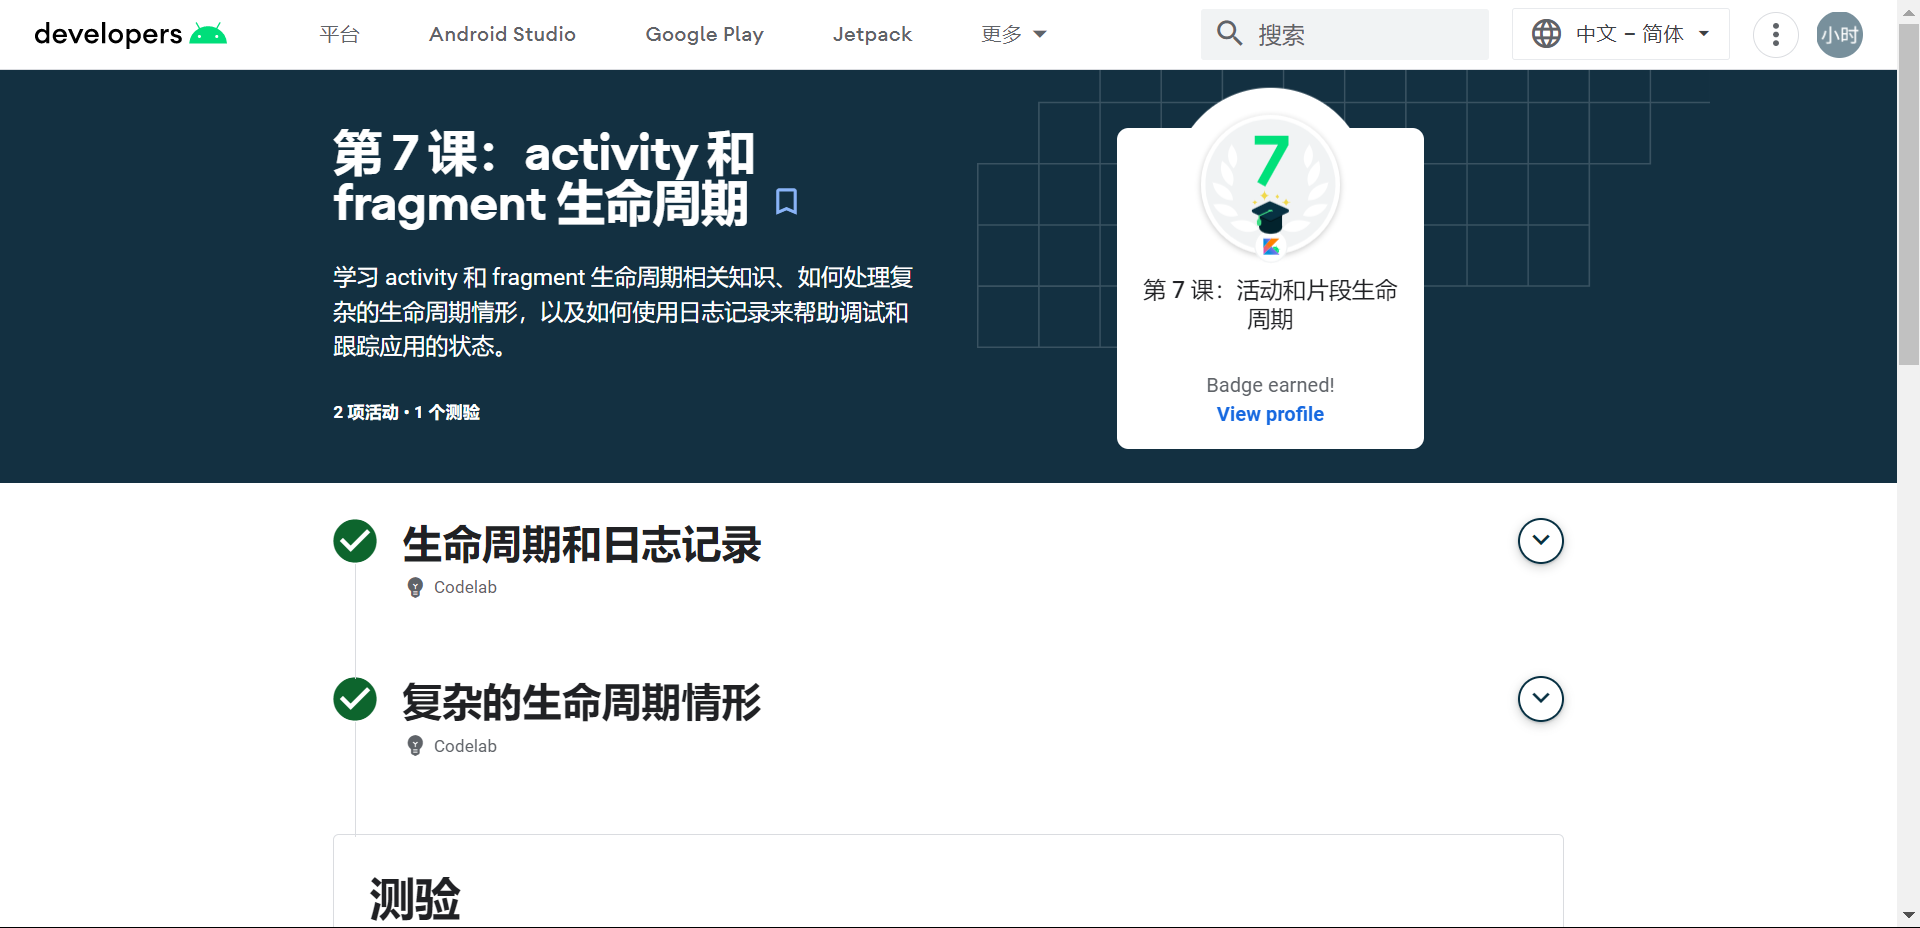 developers
平台
Android Studio
Google Play
Jetpack
更多
搜索
中文 – 简体
小时
第 7 课：activity 和
fragment 生命周期
学习 activity 和 fragment 生命周期相关知识、如何处理复
杂的生命周期情形，以及如何使用日志记录来帮助调试和
跟踪应用的状态。
2 项活动 • 1 个测验
7
第 7 课：活动和片段生命
周期
Badge earned!
View profile
生命周期和日志记录
Codelab
复杂的生命周期情形
Codelab
测验